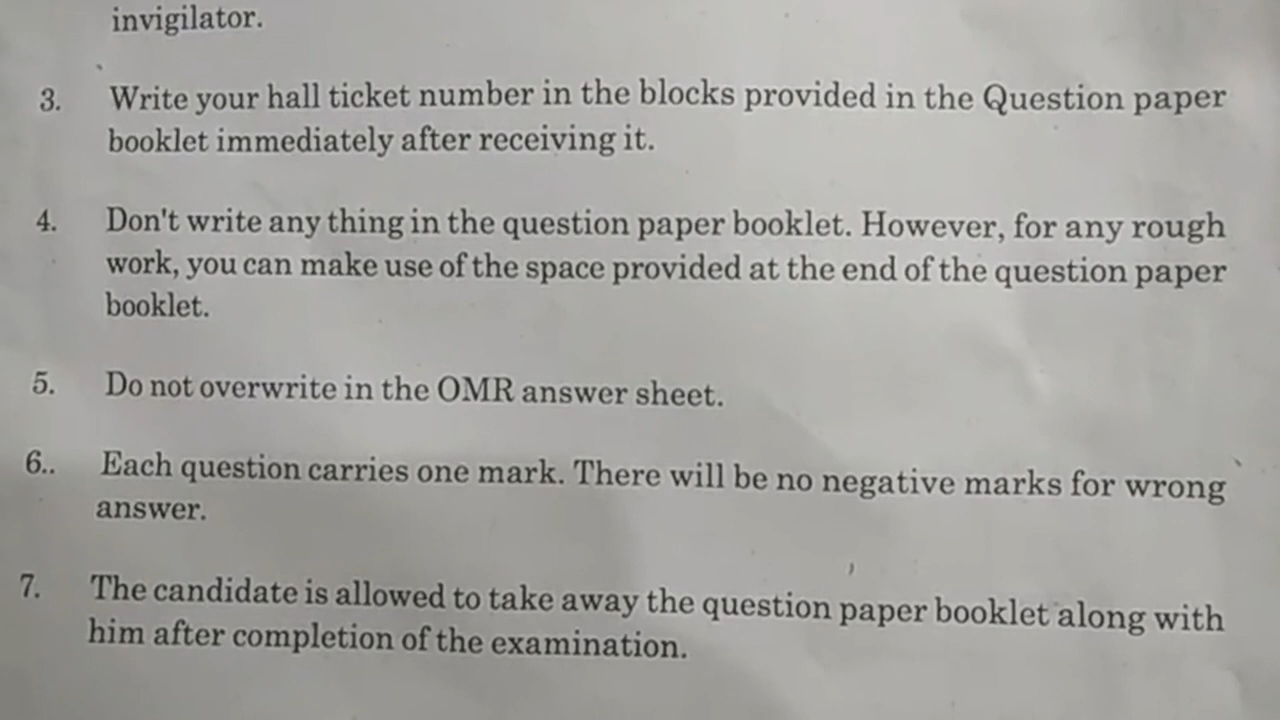 invigilator.
3. Write your hall ticket number in the blocks provided in the Question paper
booklet immediately after receiving it.
4. Don't write any thing in the question paper booklet. However, for any rough
work, you can make use of the space provided at the end of the question paper
booklet.
5. Do not overwrite in the OMR answer sheet.
6.. Each question carries one mark. There will be no negative marks for wrong
answer.
7. The candidate is allowed to take away the question paper booklet along with
him after completion of the examination.